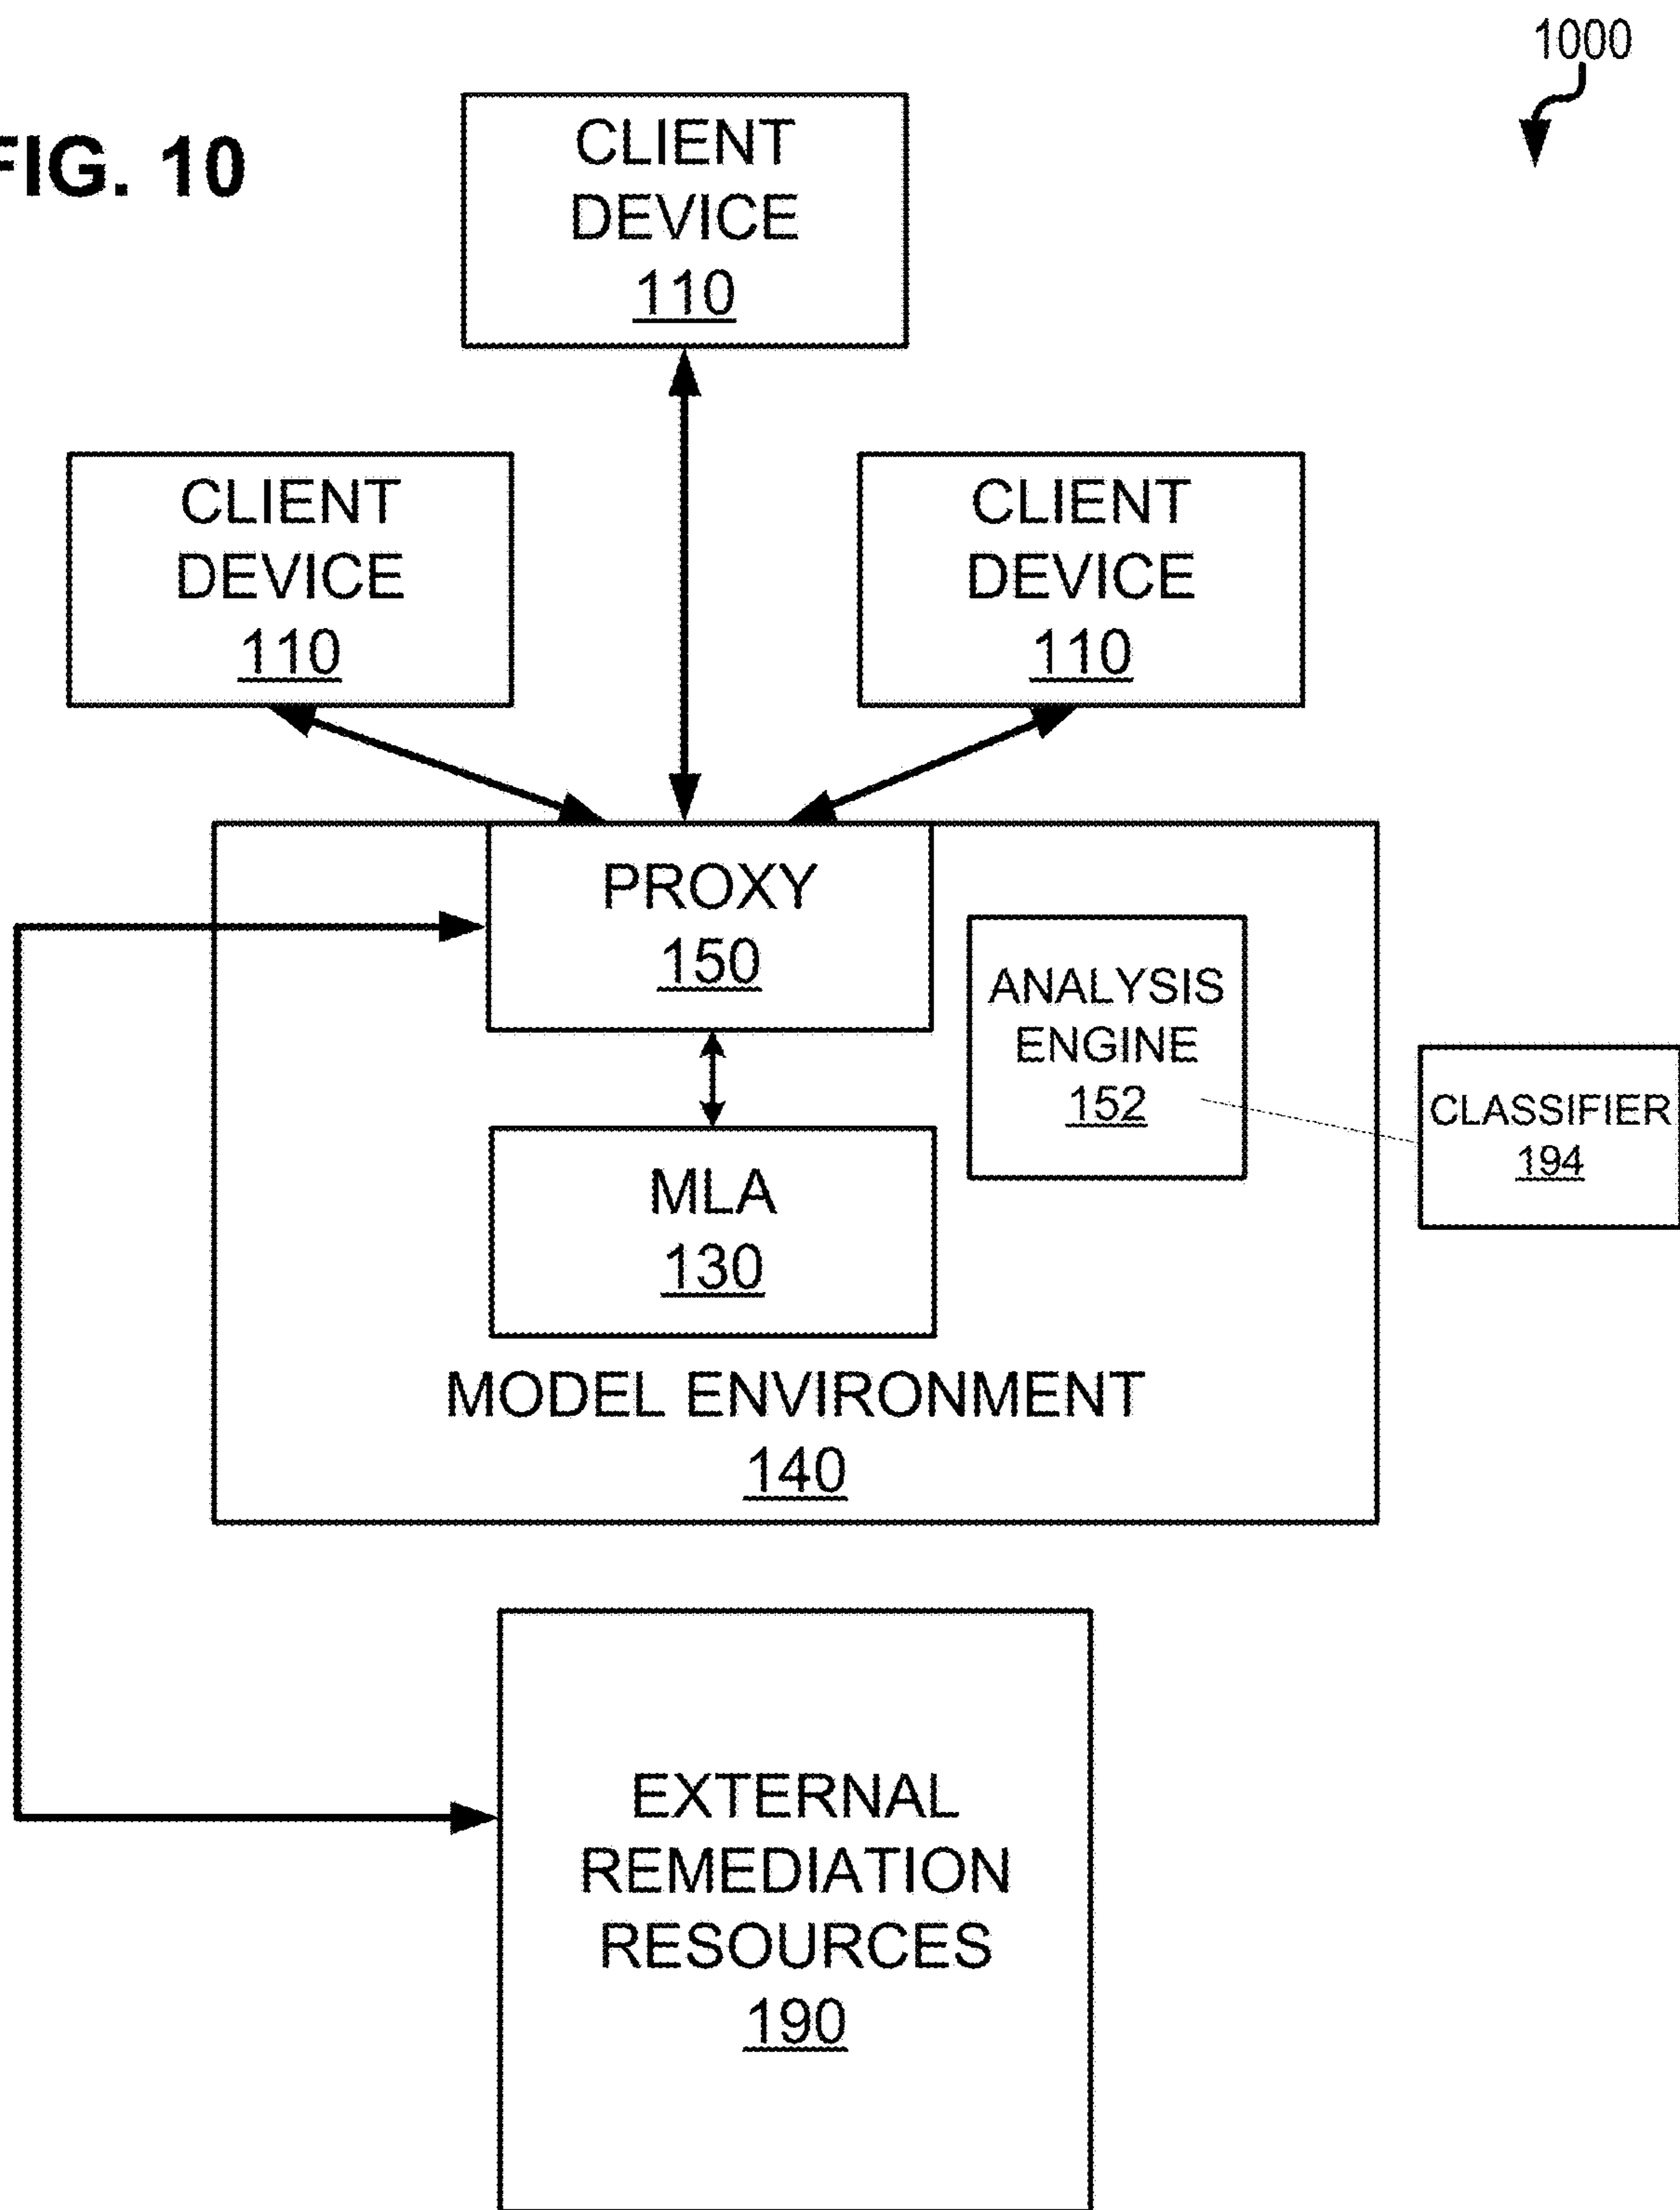 1000
FIG. 10
CLIENT
DEVICE
110
CLIENT
DEVICE
110
CLIENT
DEVICE
110
PROXY
150
ANALYSIS
ENGINE
152
CLASSIFIER
194
MLA
130
MODEL ENVIRONMENT
140
EXTERNAL
REMEDIATION
RESOURCES
190